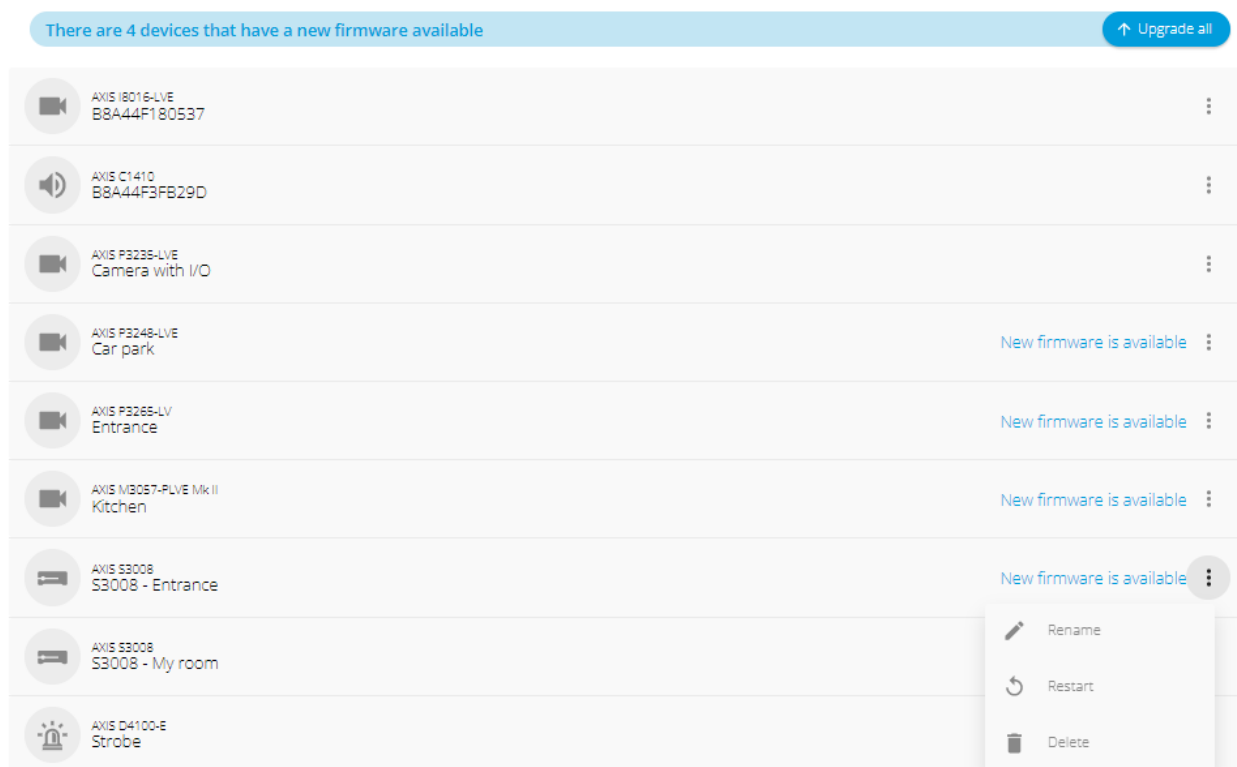 There are 4 devices that have a new firmware available
Upgrade all
AXIS I8016-LVE
B8A44F180537
AXIS C1410
B8A44F3FB29D
AXIS P3235-LVE
Camera with I/O
AXIS P3248-LVE
Car park
New firmware is available
AXIS P3265-LV
Entrance
New firmware is available
AXIS M3057-PLVE Mk II
Kitchen
New firmware is available
AXIS S3008
S3008 - Entrance
New firmware is available
Rename
AXIS S3008
S3008 - My room
Restart
AXIS D4100-E
Strobe
Delete